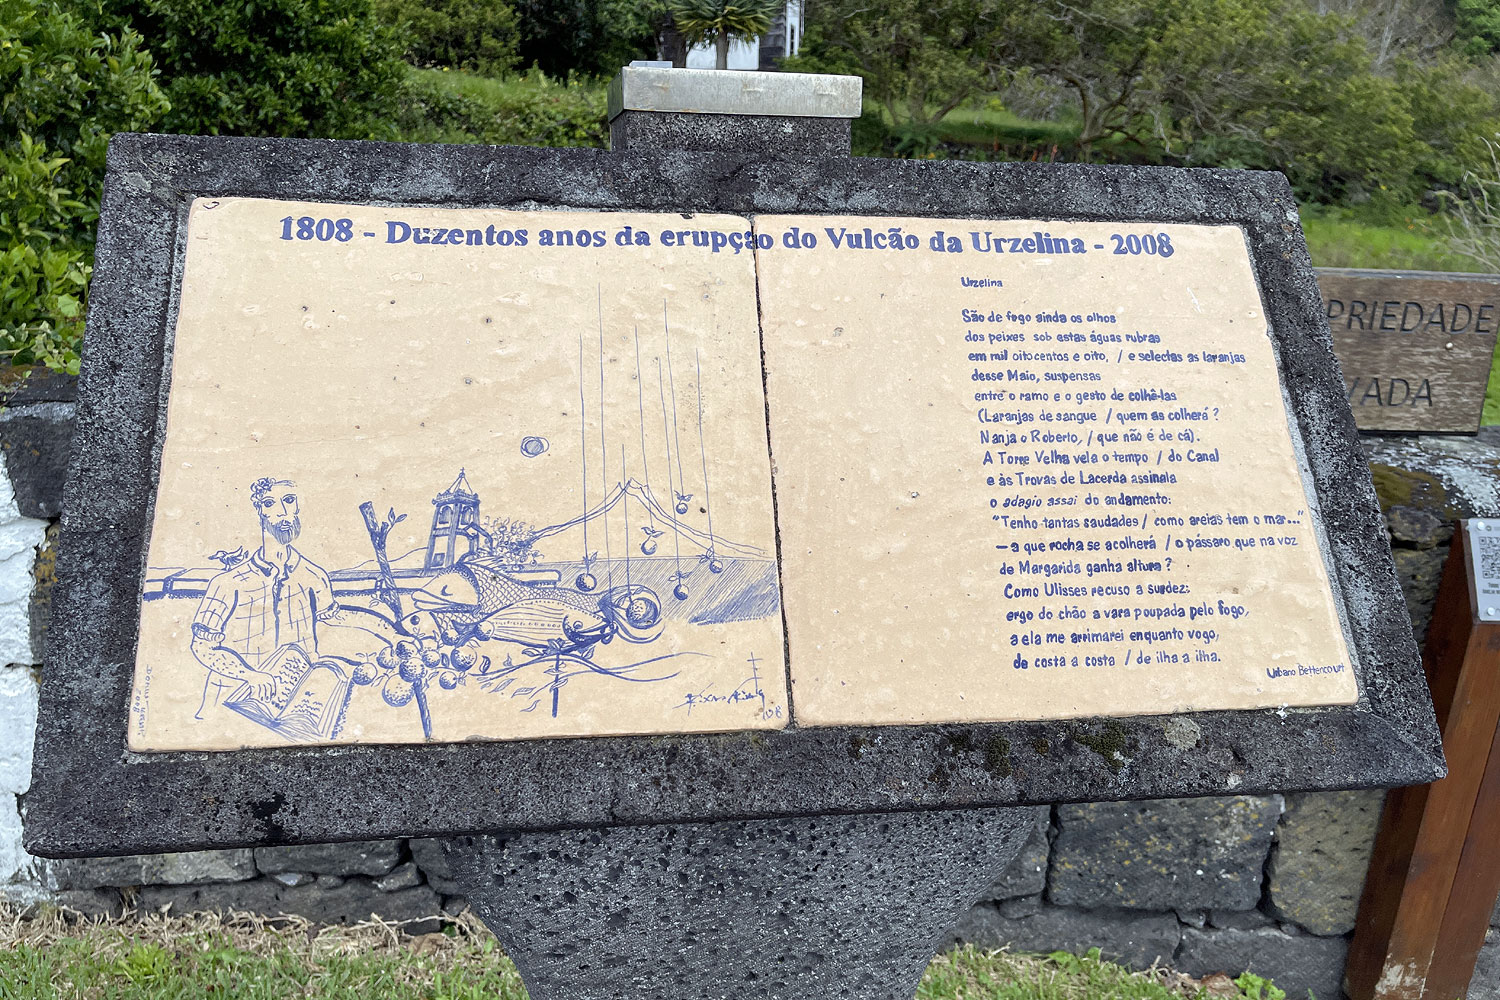 1808 - Duzentos anos da erupção do Vulcão da Urzelina - 2008
Urzelina
São de fogo ainda os olhos
dos peixes sob estas águas rubras
em mil oitocentos e oito, / e selectas as laranjas
desse Maio, suspensas
entre o ramo e o gesto de colhê-las
(Laranjas de sangue / quem as colherá ?
Nanja o Roberto, / que não é de cá).
A Torre Velha vela o tempo / do Canal
e às Trovas de Lacerda assinala
o adagio assai do andamento:
"Tenho tantas saudades / como areias tem o mar..."
— a que rocha se acolherá / o pássaro que na voz
de Margarida ganha altura ?
Como Ulisses recuso a surdez:
ergo do chão a vara poupada pelo fogo,
a ela me arrimarei enquanto vogo,
de costa a costa / de ilha a ilha.
Urbano Bettencourt
PRIEDADE
VADA